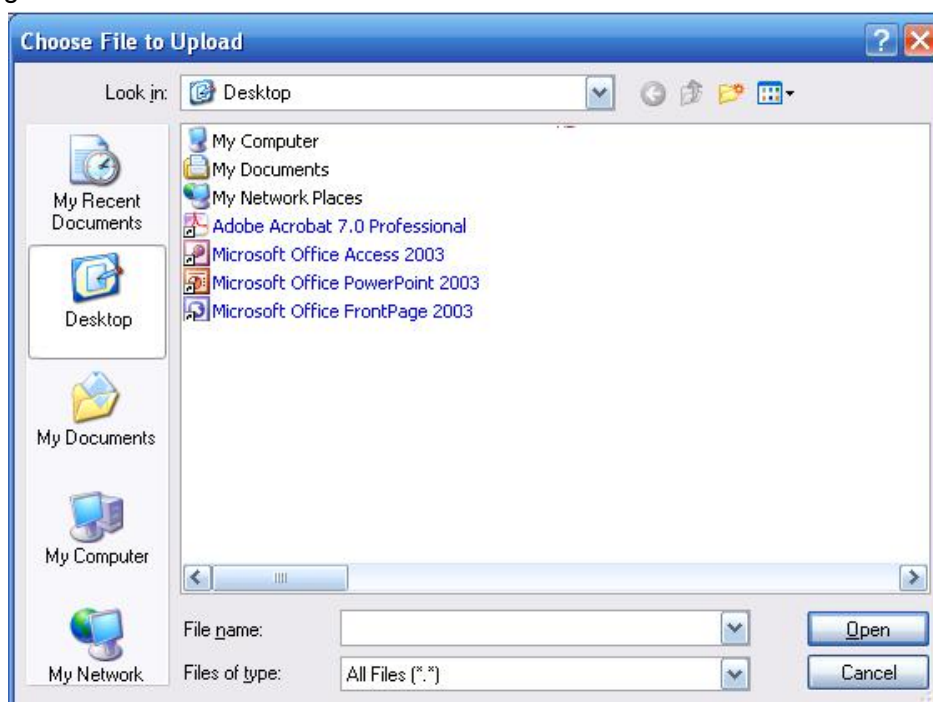 Choose File to Upload
Look in:
Desktop
My Recent
Documents
Desktop
My Documents
My Computer
My Network
My Computer
My Documents
My Network Places
Adobe Acrobat 7.0 Professional
Microsoft Office Access 2003
Microsoft Office PowerPoint 2003
Microsoft Office FrontPage 2003
File name:
Open
Files of type:
All Files (*.*)
Cancel